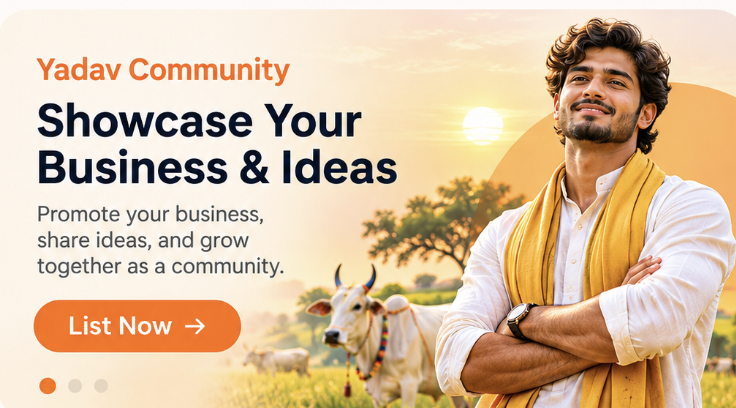 Yadav Community
Showcase Your
Business & Ideas
Promote your business,
share ideas, and grow
together as a community.
List Now →